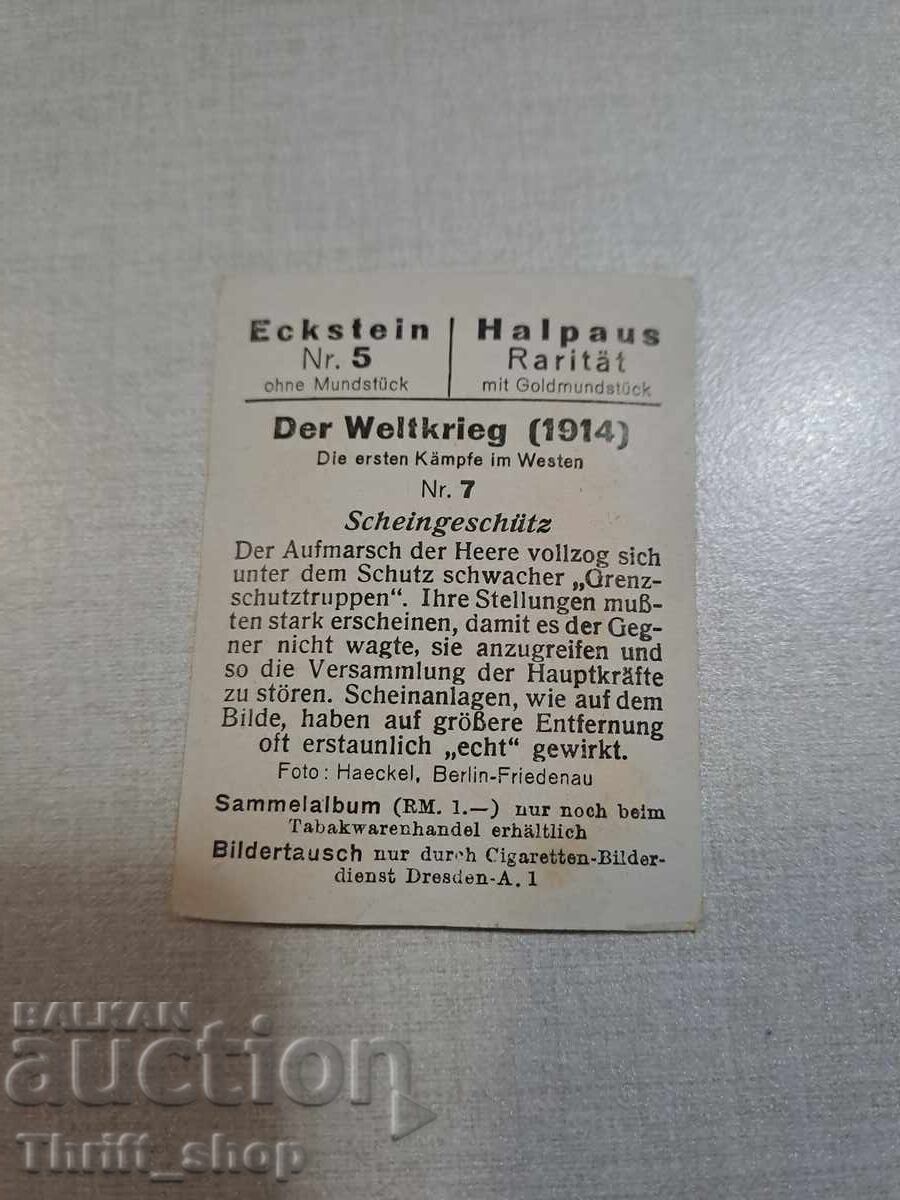 Eckstein | Halpaus
Nr. 5 | Rarität
ohne Mundstück | mit Goldmundstück
Der Weltkrieg (1914)
Die ersten Kämpfe im Westen
Nr. 7
Scheingeschütz
Der Aufmarsch der Heere vollzog sich
unter dem Schutz schwacher „Grenz-
schutztruppen“. Ihre Stellungen muß-
ten stark erscheinen, damit es der Geg-
ner nicht wagte, sie anzugreifen und
so die Versammlung der Hauptkräfte
zu stören. Scheinanlagen, wie auf dem
Bilde, haben auf größere Entfernung
oft erstaunlich „echt“ gewirkt.
Foto: Haeckel, Berlin-Friedenau
Sammelalbum (RM. 1.—) nur noch beim
Tabakwarenhandel erhältlich
Bildertausch nur durch Cigaretten-Bilder-
dienst Dresden-A. 1
BALKAN
auction
Thrift_shop